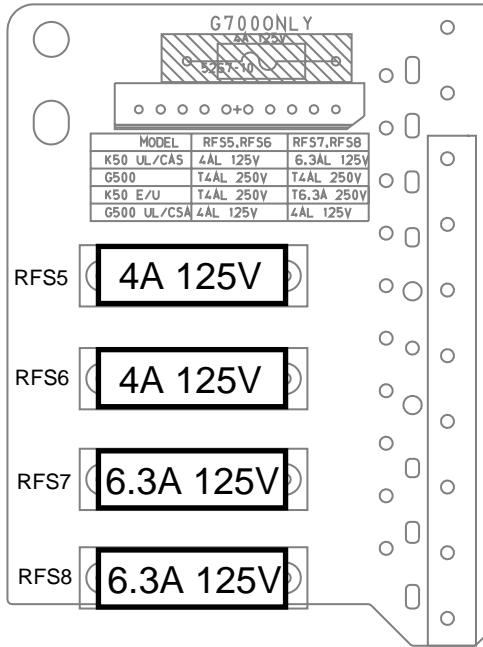 G7000NLY
4A 125V
5267-10
MODEL RFS5,RFS6 RFS7,RFS8
K50 UL/CAS 4AL 125V 6.3AL 125V
G500 T4AL 250V T4AL 250V
K50 E/U T4AL 250V T6.3A 250V
G500 UL/CSA 4AL 125V 4AL 125V
RFS5 4A 125V
RFS6 4A 125V
RFS7 6.3A 125V
RFS8 6.3A 125V